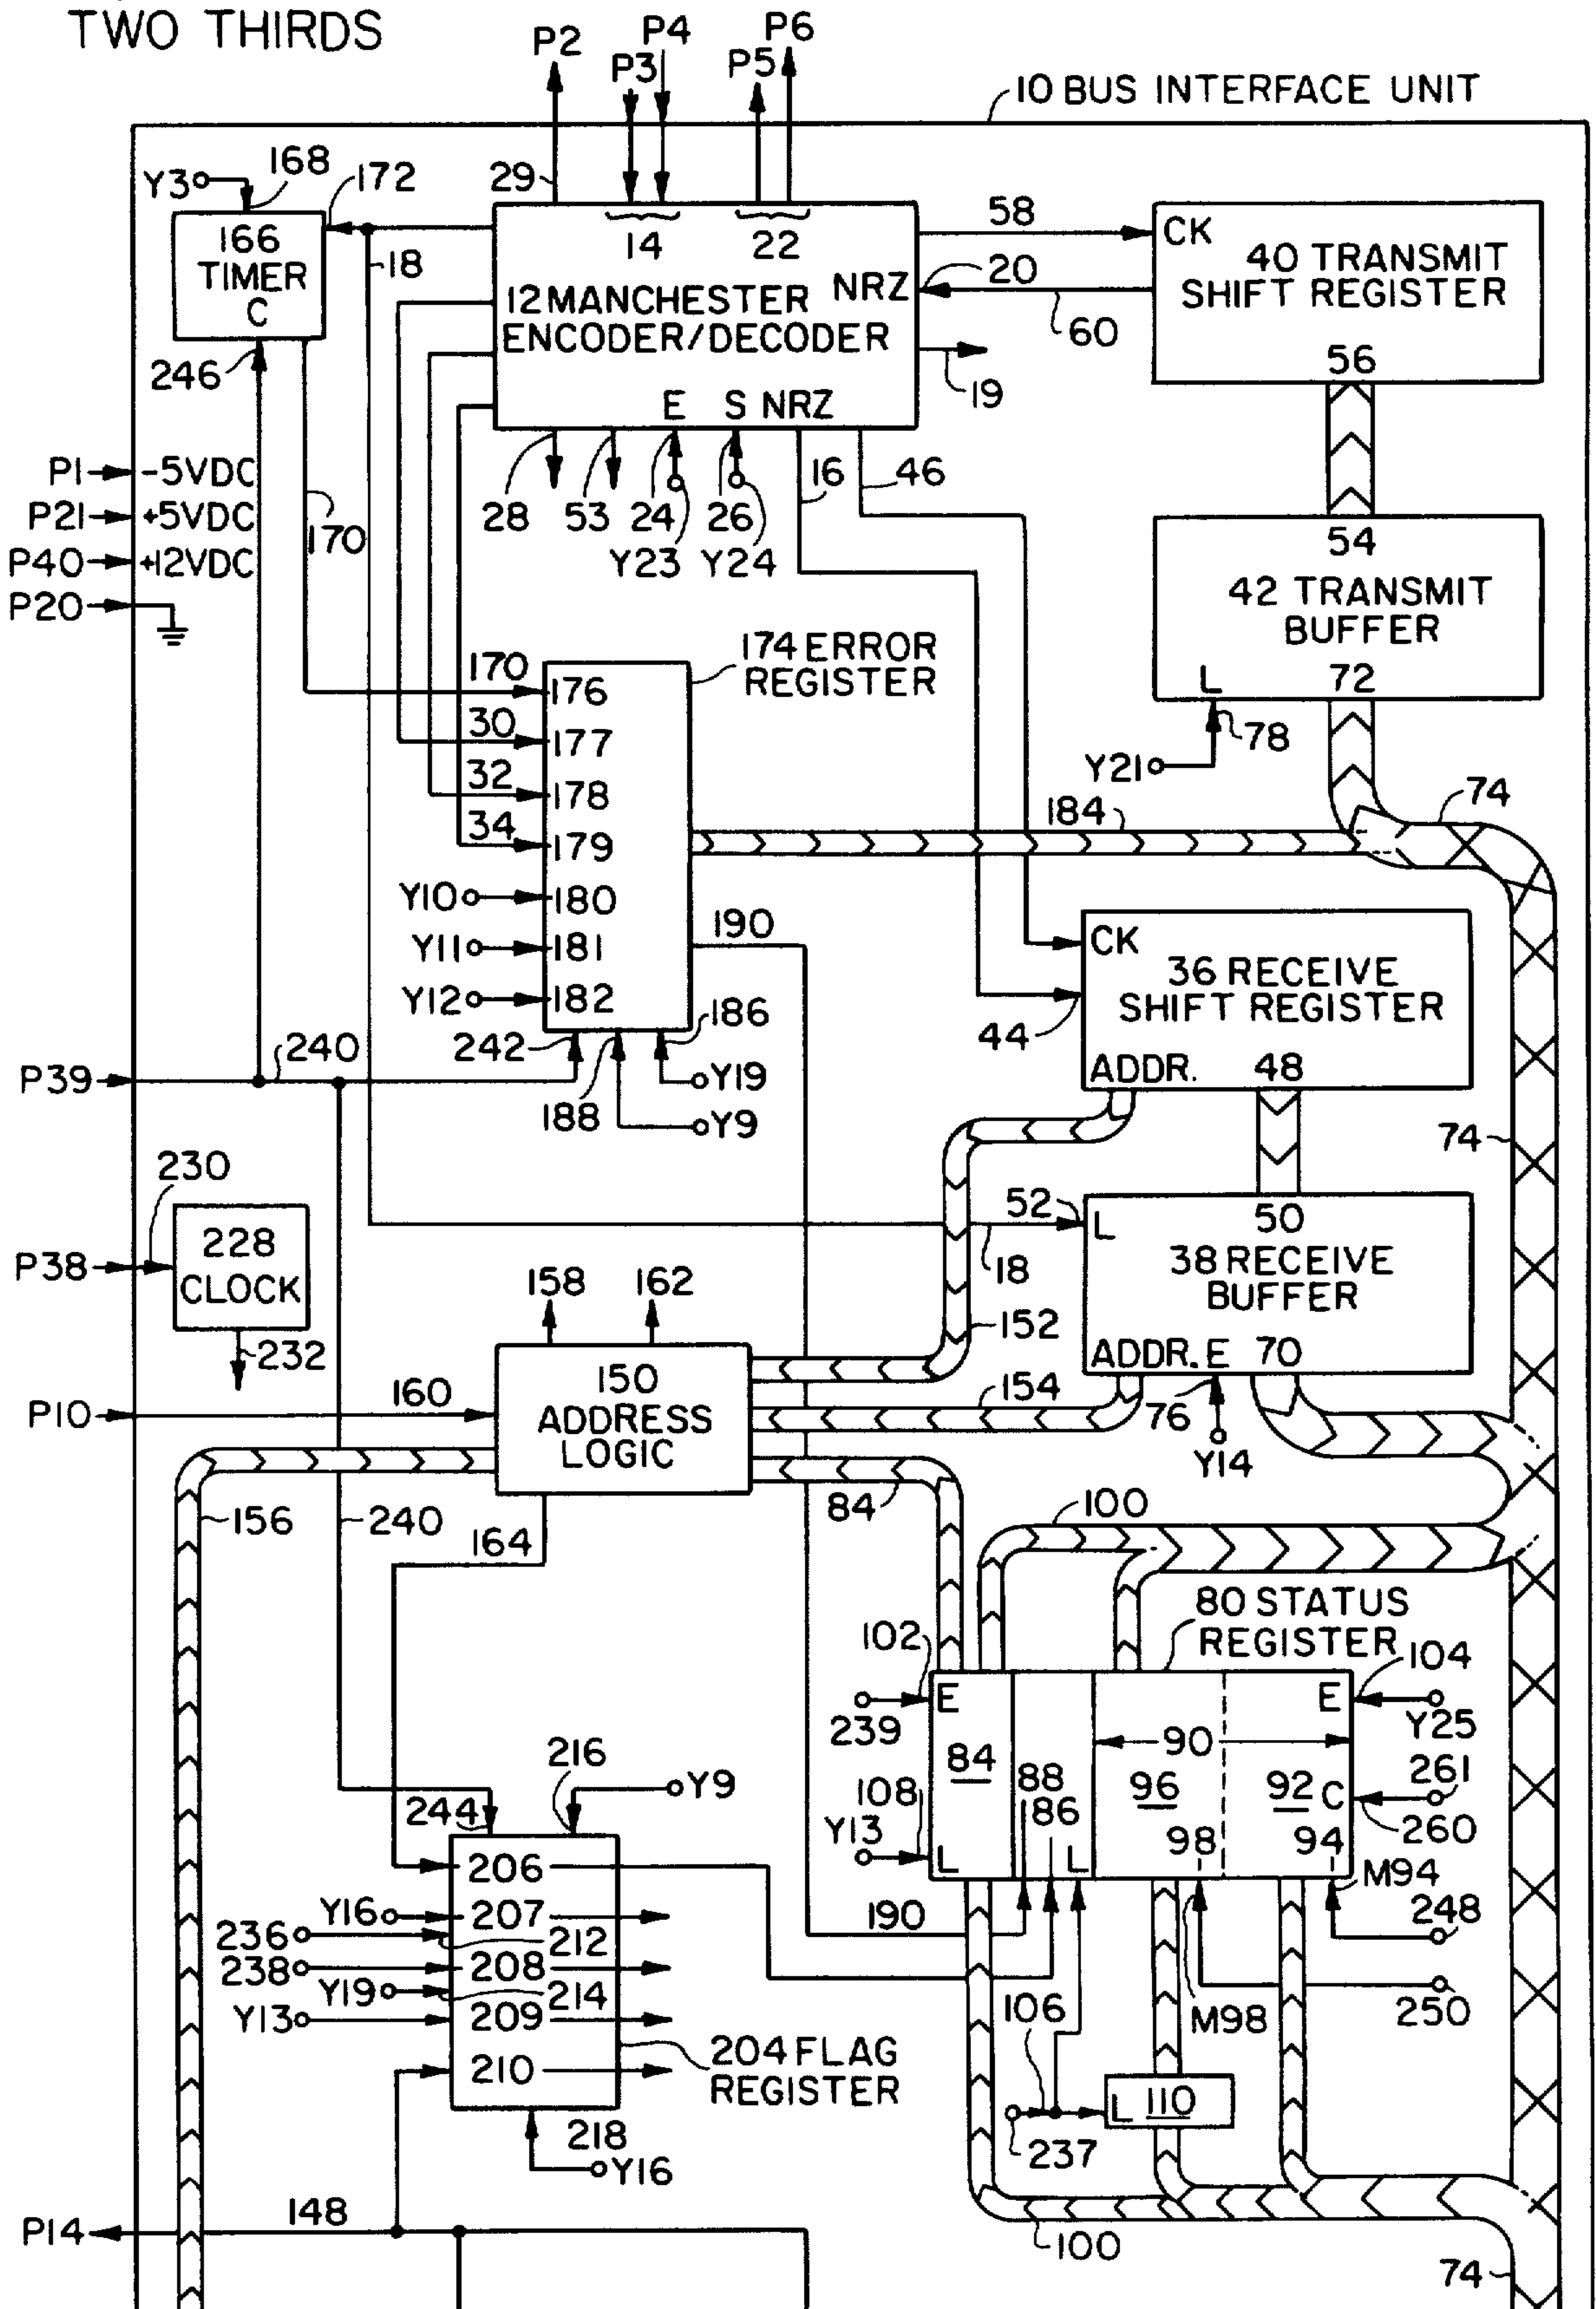 TWO THIRDS
P2
P3
P4
P5
P6
10 BUS INTERFACE UNIT
Y3
168
172
29
166
TIMER
C
18
14
22
58
CK
40 TRANSMIT
SHIFT REGISTER
12 MANCHESTER
ENCODER/DECODER
NRZ
20
60
56
246
19
E
S
NRZ
P1
-5VDC
P21
+5VDC
P40
+12VDC
P20
170
28
53
24
26
Y23
Y24
16
46
54
42 TRANSMIT
BUFFER
L
72
78
Y21
174 ERROR
REGISTER
170
176
30
177
32
178
34
179
Y10
180
Y11
181
Y12
182
184
74
190
CK
36 RECEIVE
SHIFT REGISTER
44
ADDR.
48
242
186
P39
240
188
Y19
Y9
74
230
228
CLOCK
P38
232
52
L
50
38 RECEIVE
BUFFER
18
158
162
152
ADDR.
E
70
150
ADDRESS
LOGIC
P10
160
154
76
Y14
84
156
240
164
100
80 STATUS
REGISTER
102
104
E
E
239
Y25
84
90
88
86
96
92
C
261
260
108
Y13
L
L
98
94
M94
216
Y9
244
206
190
248
Y16
207
236
212
238
208
Y19
214
Y13
209
250
M98
106
210
204 FLAG
REGISTER
L
110
237
218
Y16
P14
148
100
74